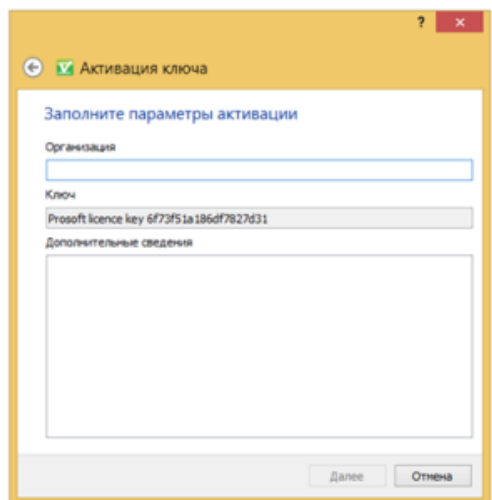 ?
Активация ключа
Заполните параметры активации
Организация
Ключ
Prosoft licence key 6f73f51a186df7827d31
Дополнительные сведения
Далее Отмена